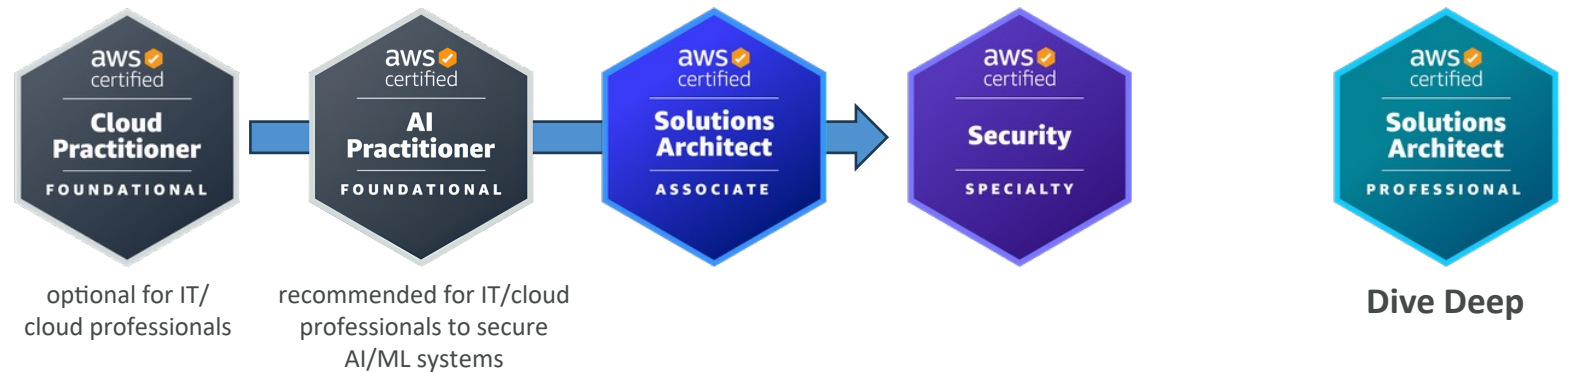 aws
certified
Cloud
Practitioner
FOUNDATIONAL
optional for IT/
cloud professionals
aws
certified
AI
Practitioner
FOUNDATIONAL
recommended for IT/cloud
professionals to secure
AI/ML systems
aws
certified
Solutions
Architect
ASSOCIATE
aws
certified
Security
SPECIALTY
aws
certified
Solutions
Architect
PROFESSIONAL
Dive Deep